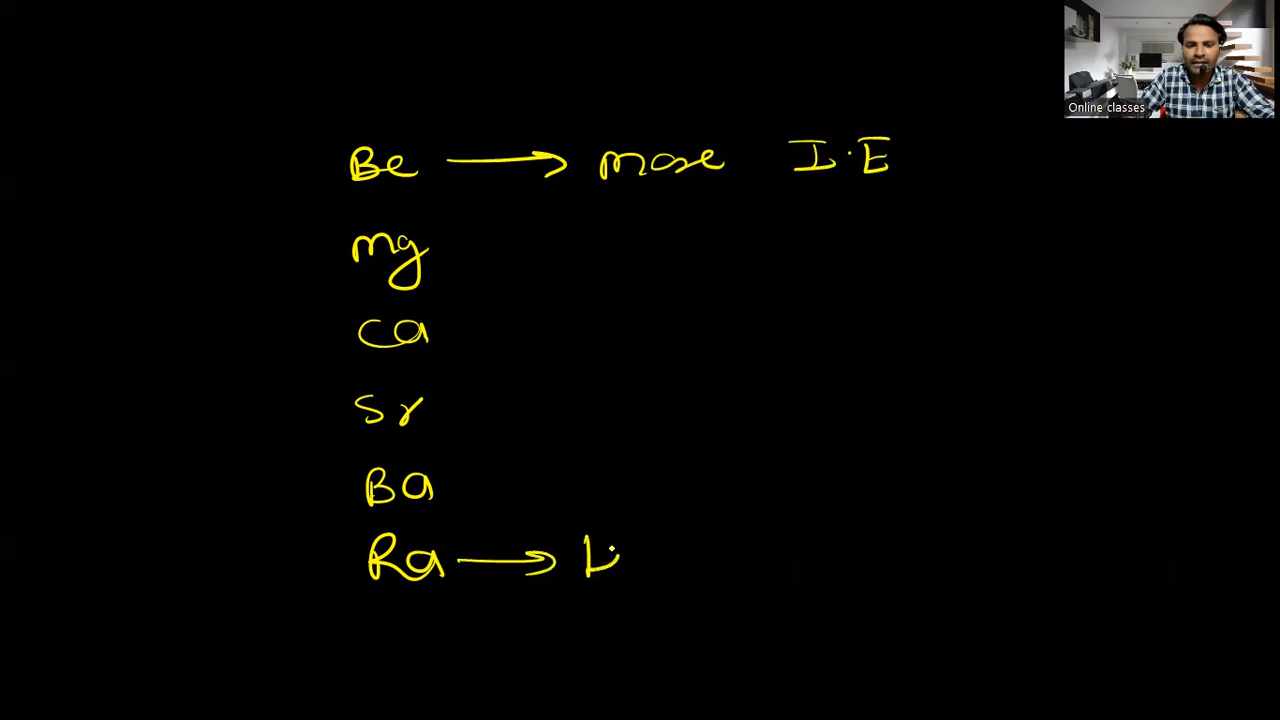 Online classes
Be → more I.E
Mg
Ca
Sr
Ba
Ra → L